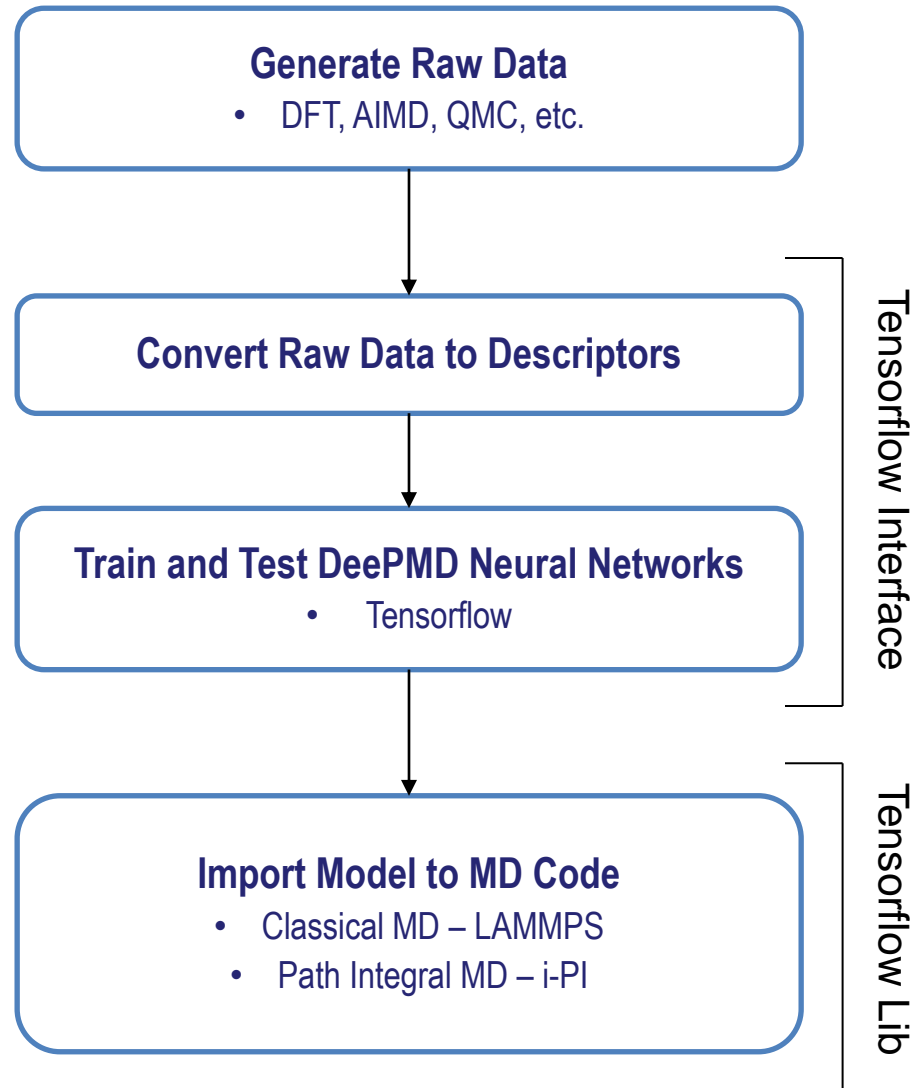 Generate Raw Data
• DFT, AIMD, QMC, etc.
Convert Raw Data to Descriptors
Train and Test DeePMD Neural Networks
• Tensorflow
Tensorflow Interface
Import Model to MD Code
• Classical MD – LAMMPS
• Path Integral MD – i-PI
Tensorflow Lib